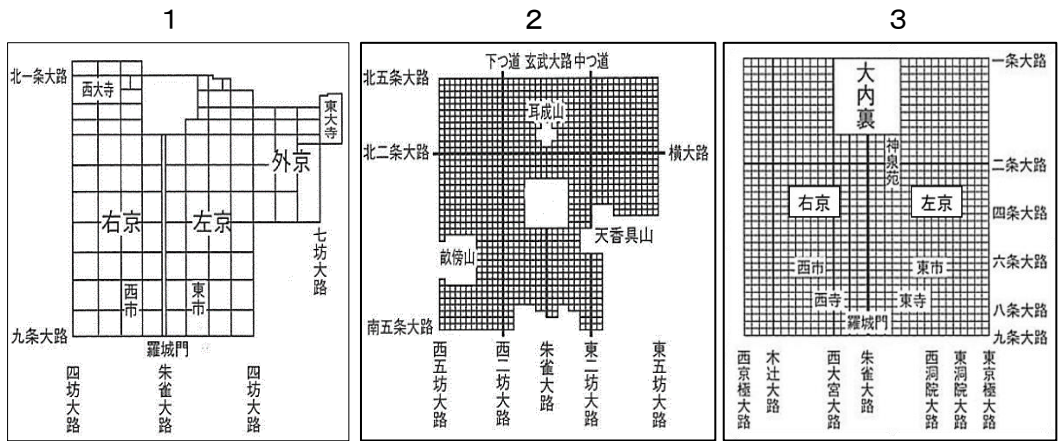 1
北一条大路
西大寺
東大寺
外京
右京
左京
西市
東市
七坊大路
九条大路
羅城門
四坊大路
朱雀大路
四坊大路
2
下つ道 玄武大路 中つ道
北五条大路
耳成山
北二条大路
横大路
天香具山
畝傍山
南五条大路
西五坊大路
西二坊大路
朱雀大路
東二坊大路
東五坊大路
3
一条大路
大内裏
神泉苑
二条大路
右京
左京
四条大路
西市
東市
六条大路
西寺
東寺
八条大路
羅城門
九条大路
西京極大路
木辻大路
西大宮大路
朱雀大路
西洞院大路
東洞院大路
東京極大路